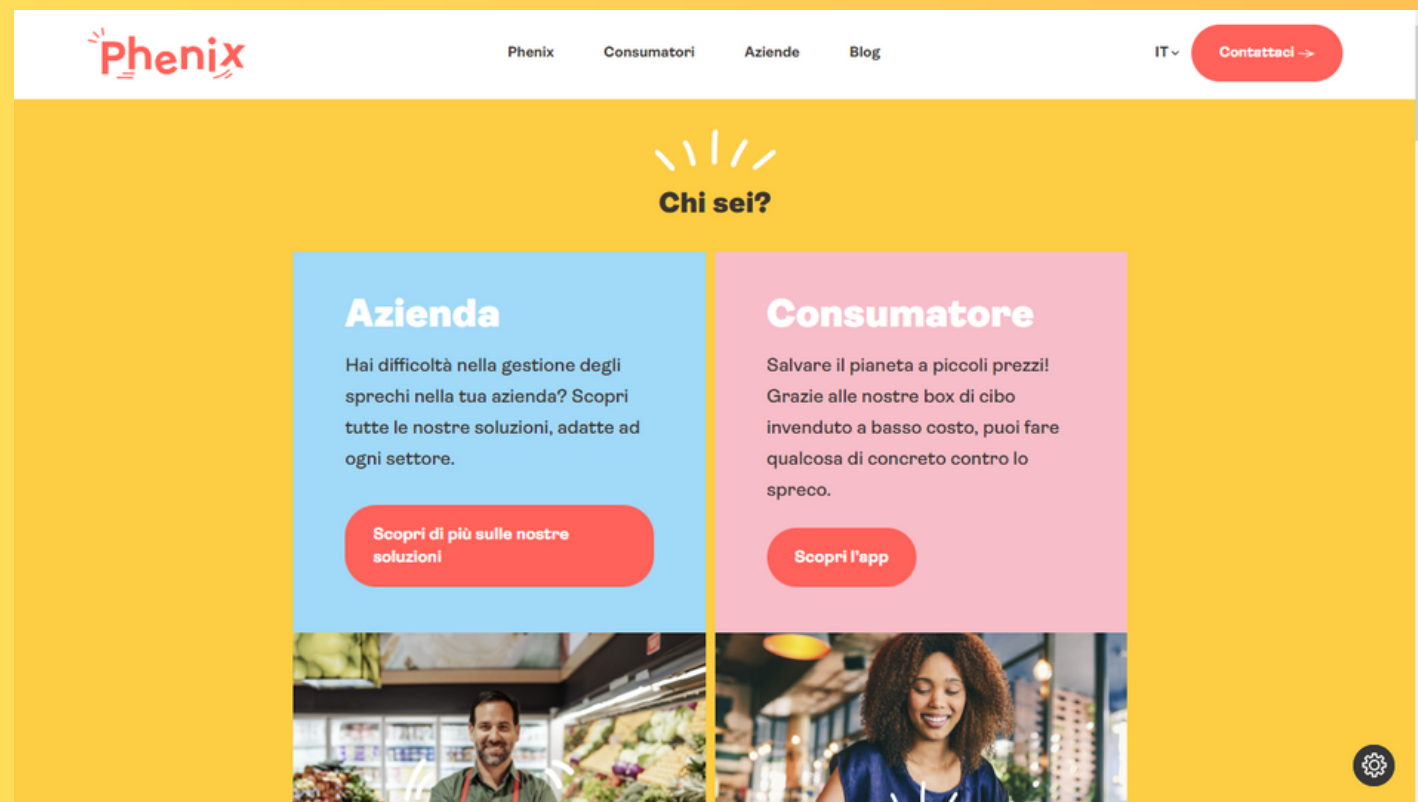 Phenix
Phenix
Consumatori
Aziende
Blog
IT
Contattaci →
Chi sei?
Azienda
Hai difficoltà nella gestione degli
sprechi nella tua azienda? Scopri
tutte le nostre soluzioni, adatte ad
ogni settore.
Scopri di più sulle nostre
soluzioni
Consumatore
Salvare il pianeta a piccoli prezzi!
Grazie alle nostre box di cibo
invenduto a basso costo, puoi fare
qualcosa di concreto contro lo
spreco.
Scopri l'app